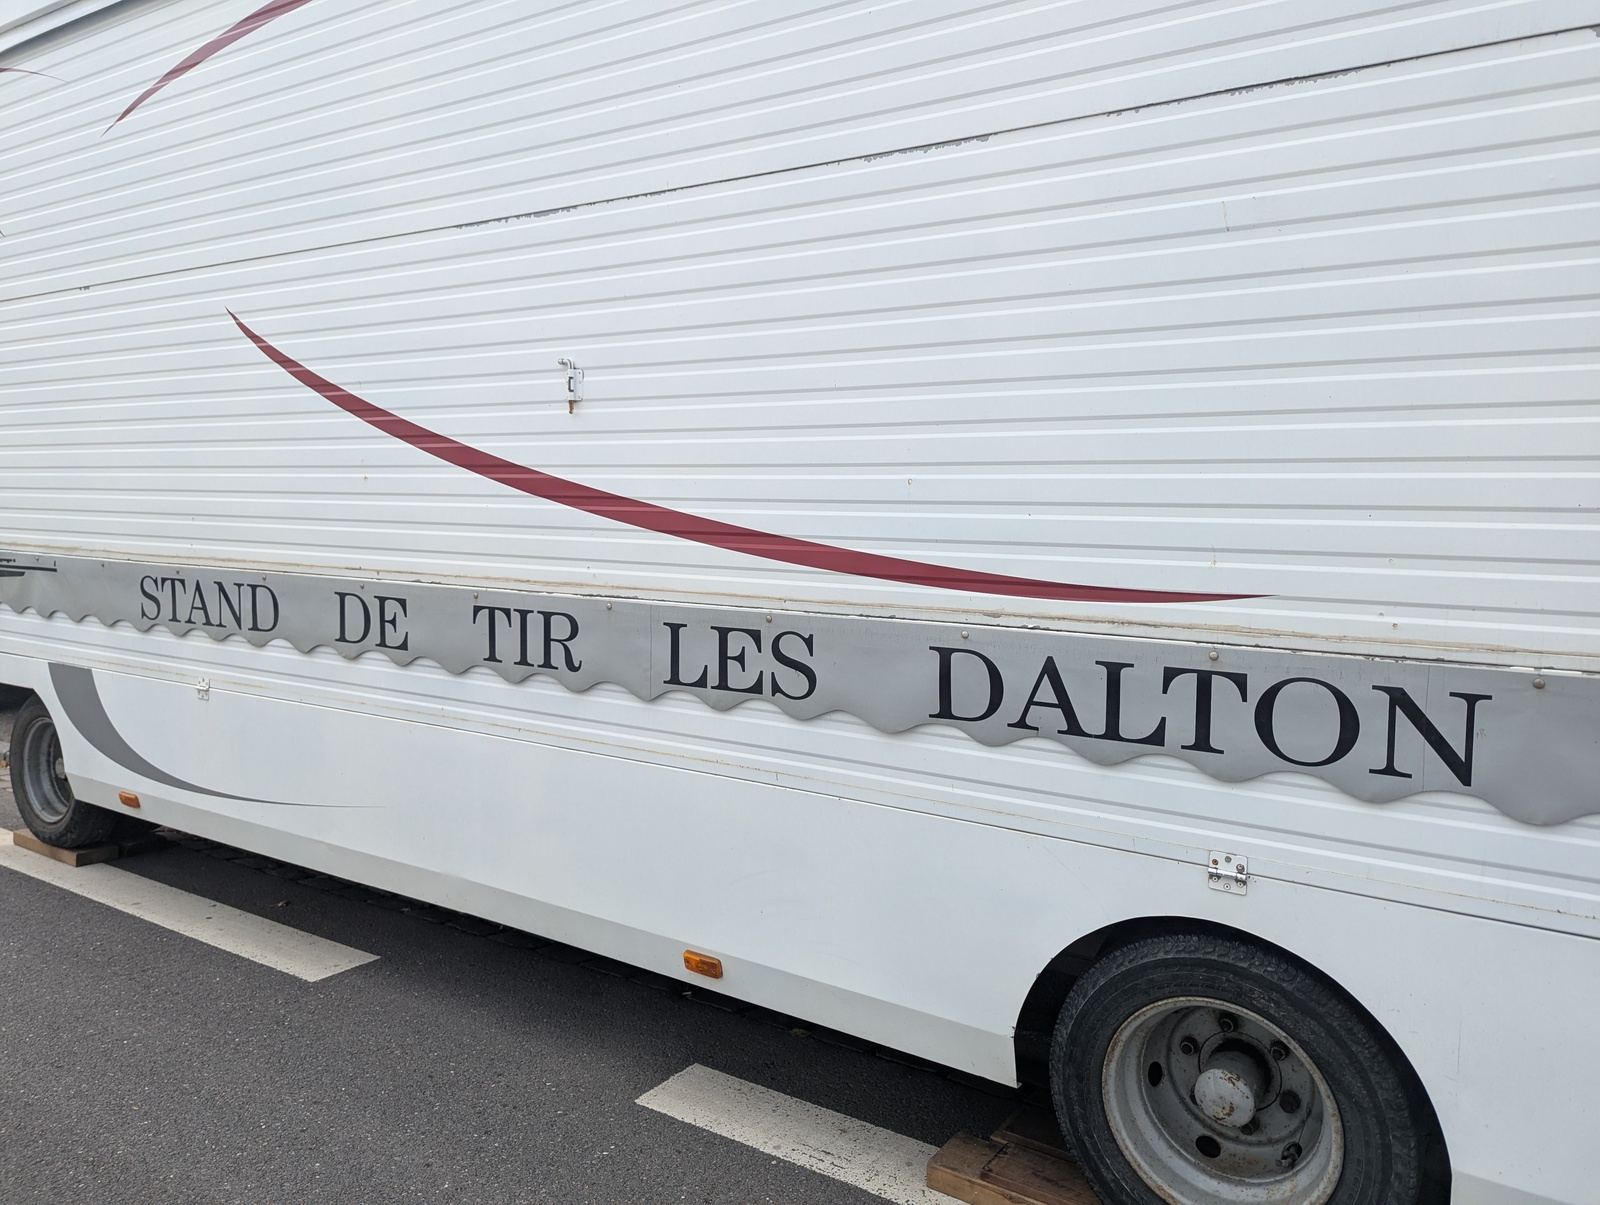 STAND DE TIR LES DALTON